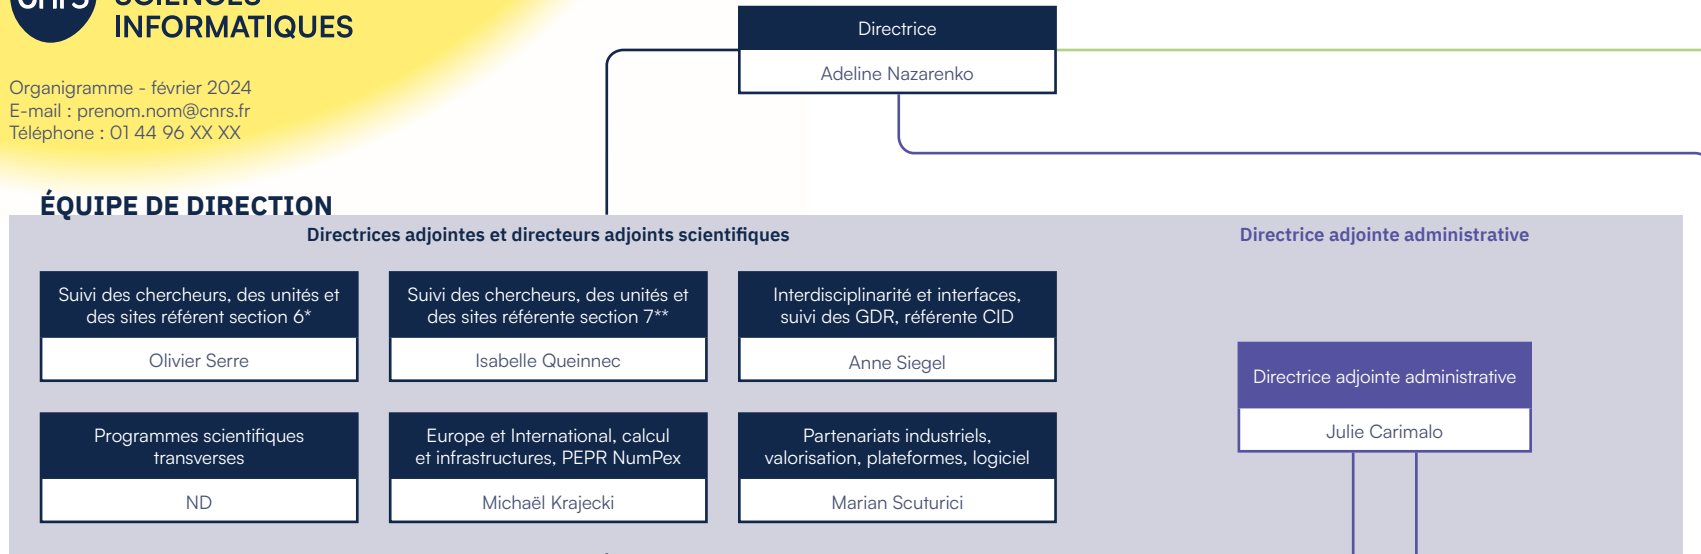 INFORMATIQUES
Organigramme - février 2024
E-mail : prenom.nom@cnrs.fr
Téléphone : 01 44 96 XX XX
Directrice
Adeline Nazarenko
ÉQUIPE DE DIRECTION
Directrices adjointes et directeurs adjoints scientifiques
Directrice adjointe administrative
Suivi des chercheurs, des unités et
des sites référent section 6*
Olivier Serre
Suivi des chercheurs, des unités et
des sites référente section 7**
Isabelle Queinnec
Interdisciplinarité et interfaces,
suivi des GDR, référente CID
Anne Siegel
Directrice adjointe administrative
Julie Carimalo
Programmes scientifiques
transverses
ND
Europe et International, calcul
et infrastructures, PEPR NumPex
Michaël Krajecki
Partenariats industriels,
valorisation, plateformes, logiciel
Marian Scuturici